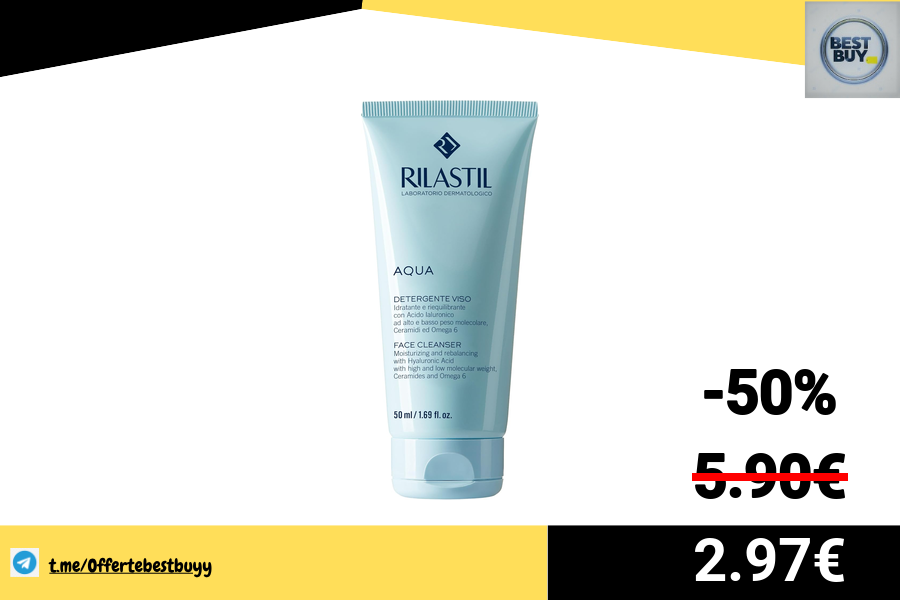 BEST
BUY
RILASTIL
LABORATORIO DERMATOLOGICO
AQUA
DETERGENTE VISO
Idratante e riequilibrante
con Acido Ialuronico
ad alto e basso peso molecolare,
Ceramidi ed Omega 6
FACE CLEANSER
Moisturizing and rebalancing
with Hyaluronic Acid
with high and low molecular weight,
Ceramides and Omega 6
50 ml / 1.69 fl. oz.
-50%
5.90€
2.97€
t.me/Offertebestbuyy